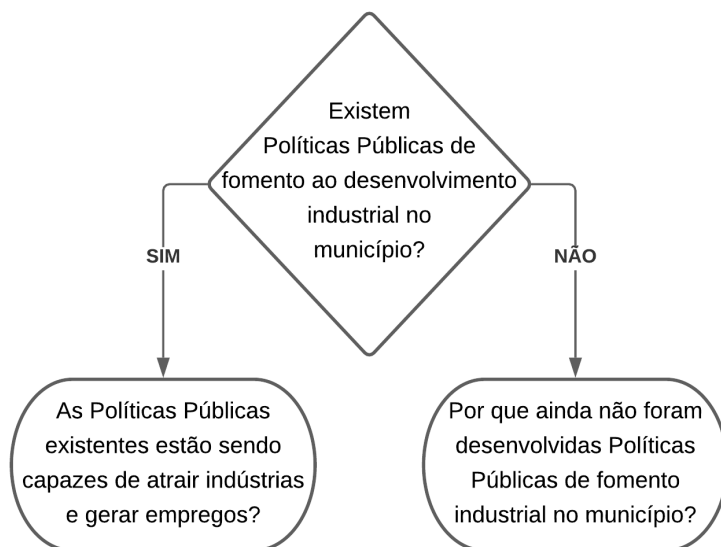 Existem
Políticas Públicas de
fomento ao desenvolvimento
industrial no
município?
SIM
NÃO
As Políticas Públicas
existentes estão sendo
capazes de atrair indústrias
e gerar empregos?
Por que ainda não foram
desenvolvidas Políticas
Públicas de fomento
industrial no município?